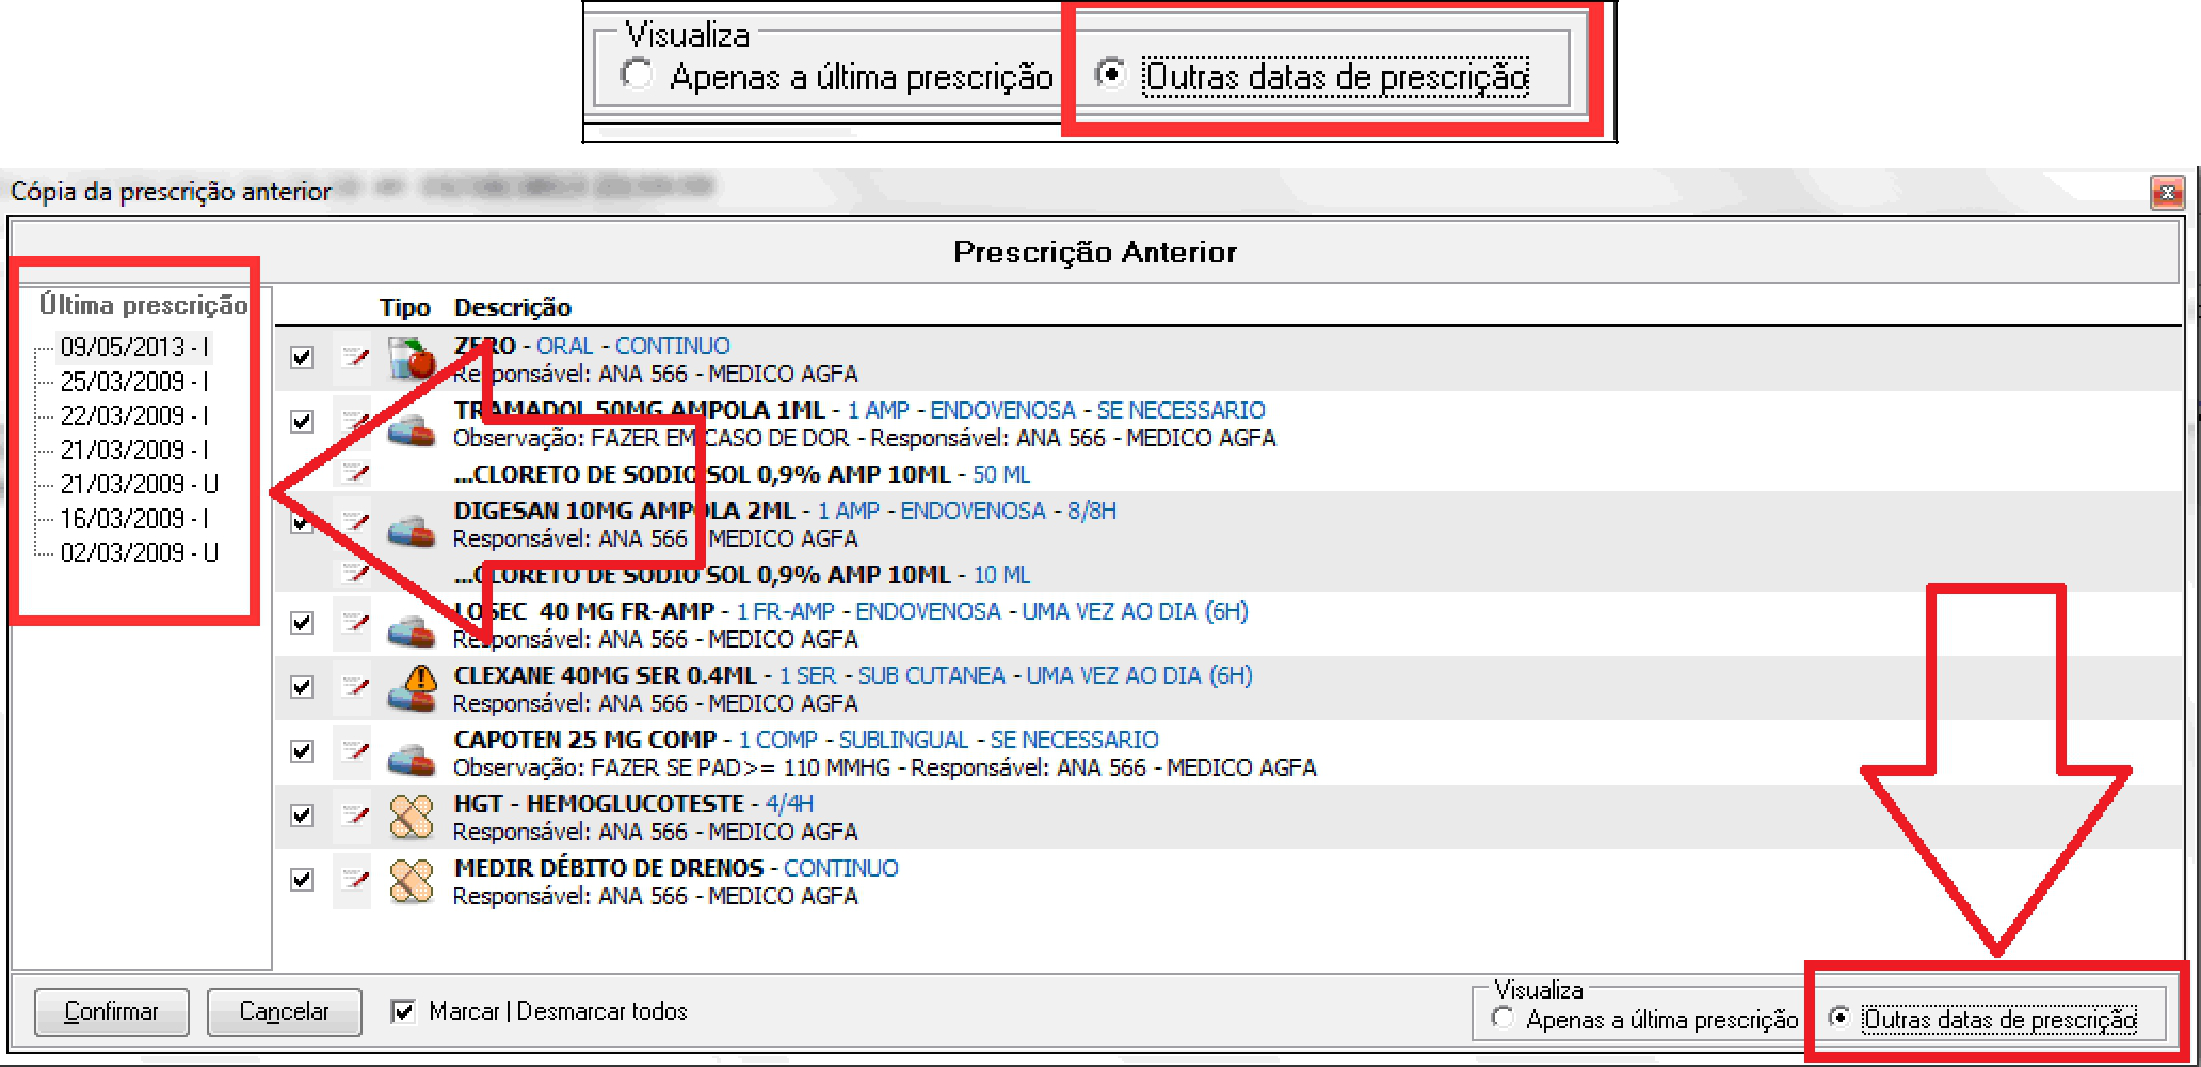 Visualiza
Apenas a última prescrição Outras datas de prescrição
Cópia da prescrição anterior
Prescrição Anterior
Última prescrição
09/05/2013 - I
25/03/2009 - I
22/03/2009 - I
21/03/2009 - I
21/03/2009 - U
16/03/2009 - I
02/03/2009 - U
Tipo Descrição
ZERO - ORAL - CONTINUO
Responsável: ANA 566 - MEDICO AGFA
TRAMADOL 50MG AMPOLA 1ML - 1 AMP - ENDOVENOSA - SE NECESSARIO
Observação: FAZER EM CASO DE DOR - Responsável: ANA 566 - MEDICO AGFA
...CLORETO DE SODIO SOL 0,9% AMP 10ML - 50 ML
DIGESAN 10MG AMPOLA 2ML - 1 AMP - ENDOVENOSA - 8/8H
Responsável: ANA 566 - MEDICO AGFA
...CLORETO DE SODIO SOL 0,9% AMP 10ML - 10 ML
LOSEC 40 MG FR-AMP - 1 FR-AMP - ENDOVENOSA - UMA VEZ AO DIA (6H)
Responsável: ANA 566 - MEDICO AGFA
CLEXANE 40MG SER 0.4ML - 1 SER - SUB CUTANEA - UMA VEZ AO DIA (6H)
Responsável: ANA 566 - MEDICO AGFA
CAPOTEN 25 MG COMP - 1 COMP - SUBLINGUAL - SE NECESSARIO
Observação: FAZER SE PAD>= 110 MMHG - Responsável: ANA 566 - MEDICO AGFA
HGT - HEMOGLUCOTESTE - 4/4H
Responsável: ANA 566 - MEDICO AGFA
MEDIR DÉBITO DE DRENOS - CONTINUO
Responsável: ANA 566 - MEDICO AGFA
Confirmar Cancelar Marcar | Desmarcar todos
Visualiza
Apenas a última prescrição Outras datas de prescrição